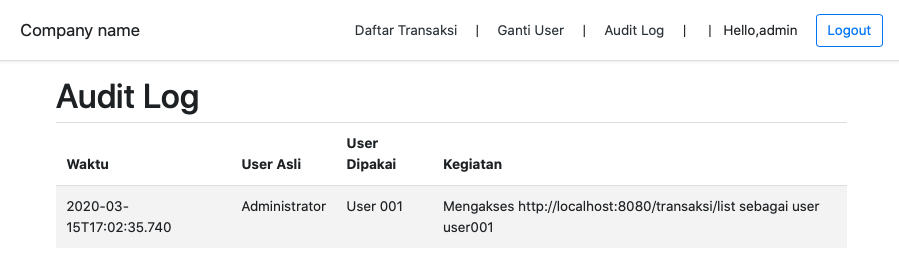 Company name
Daftar Transaksi | Ganti User | Audit Log | | Hello,admin Logout
Audit Log
User
Waktu User Asli Dipakai Kegiatan
2020-03- Administrator User 001 Mengakses http://localhost:8080/transaksi/list sebagai user
15T17:02:35.740 user001